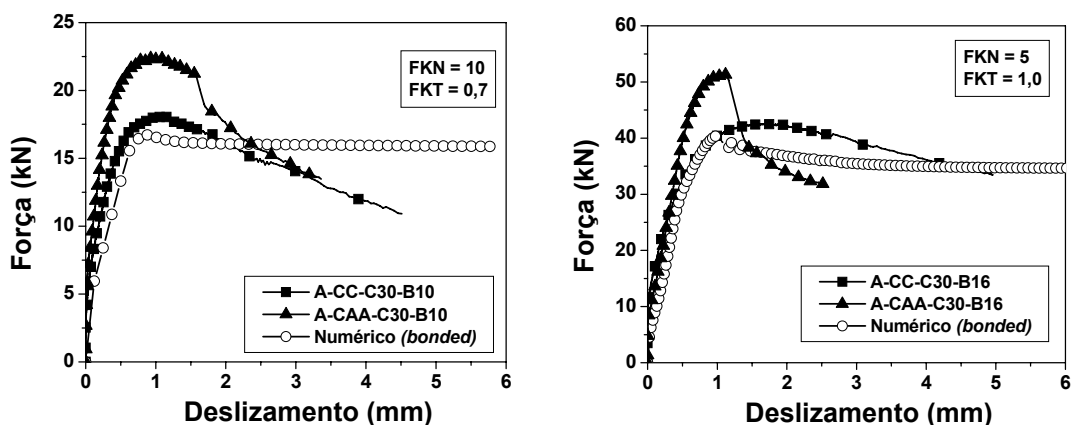 25
20
15
10
5
0
Força (kN)
FKN = 10
FKT = 0,7
A-CC-C30-B10
A-CAA-C30-B10
Numérico (bonded)
0 1 2 3 4 5 6
Deslizamento (mm)
60
50
40
30
20
10
0
Força (kN)
FKN = 5
FKT = 1,0
A-CC-C30-B16
A-CAA-C30-B16
Numérico (bonded)
0 1 2 3 4 5 6
Deslizamento (mm)